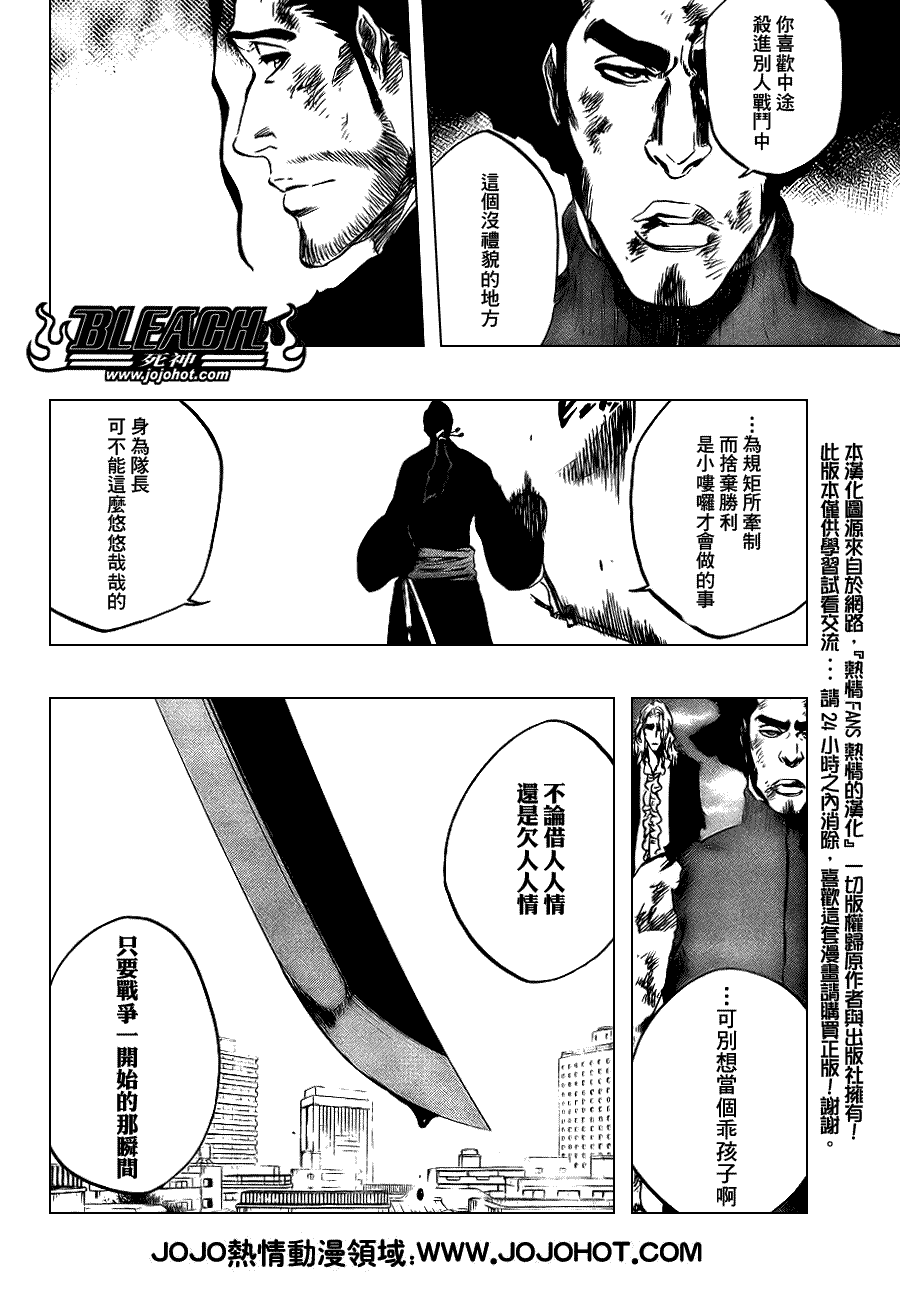 你喜歡中途
殺進別人戰鬥中
這個沒禮貌的地方
BLEACH
死神
www.jojohot.com
…為規矩所牽制
而捨棄勝利
是小嘍囉才會做的事
身為隊長
可不能這麼悠悠哉哉的
…可別想當個乖孩子啊
不論借人人情
還是欠人人情
只要戰爭一開始的那瞬間
本漢化圖源來自於網路，『熱情FANS熱情的漢化』一切版權歸原作者與出版社擁有！
此版本僅供學習試看交流…請24小時之內消除，喜歡這套漫畫請購買正版！謝謝。
JOJO熱情動漫領域:WWW.JOJOHOT.COM